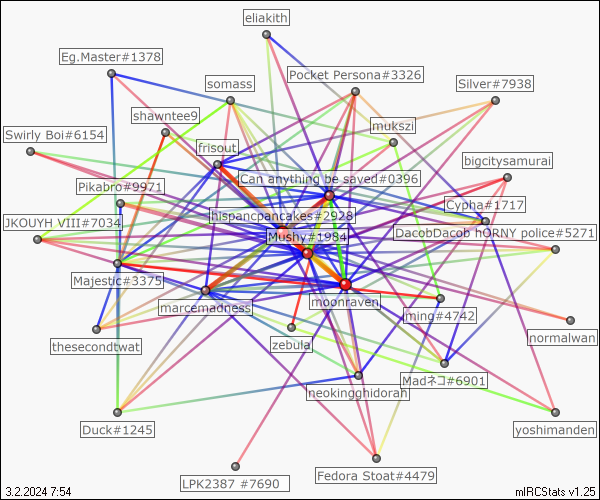 eliakith
Eg.Master#1378
Pocket Persona#3326
somass
Silver#7938
shawntee9
mukszi
Swirly Boi#6154
frisout
bigcitysamurai
Can anything be saved#0396
Pikabro#9971
Cypha#1717
hispancpancakes#2928
JKOUYH VIII#7034
DacobDacob hORNY police#5271
Mushy#1984
Majestic#3375
moonraven
marcemadness
ming#4742
normalwan
thesecondtwat
zebula
Madネコ#6901
neokingghidorah
Duck#1245
yoshimanden
Fedora Stoat#4479
LPK2387 #7690
3.2.2024 7:54
mIRCStats v1.25